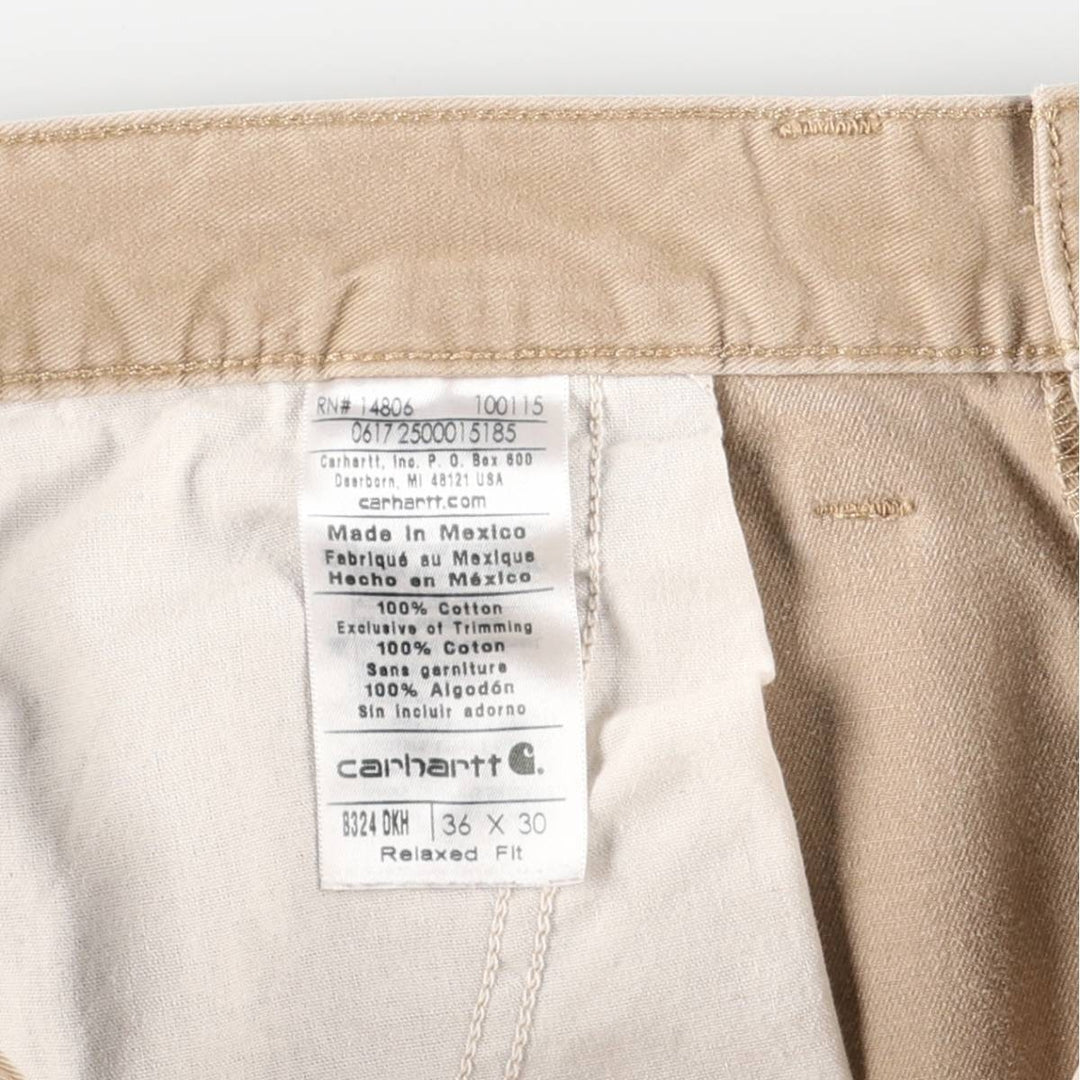 RN# 14806 100115
0617 2500015185
Carhartt, Inc. P. O. Box 600
Dearborn, MI 48121 USA
carhartt.com
Made in Mexico
Fabriqué au Mexique
Hecho en México
100% Cotton
Exclusive of Trimming
100% Coton
Sans garniture
100% Algodón
Sin incluir adorno
carhartt
B324 DKH 36 X 30
Relaxed Fit